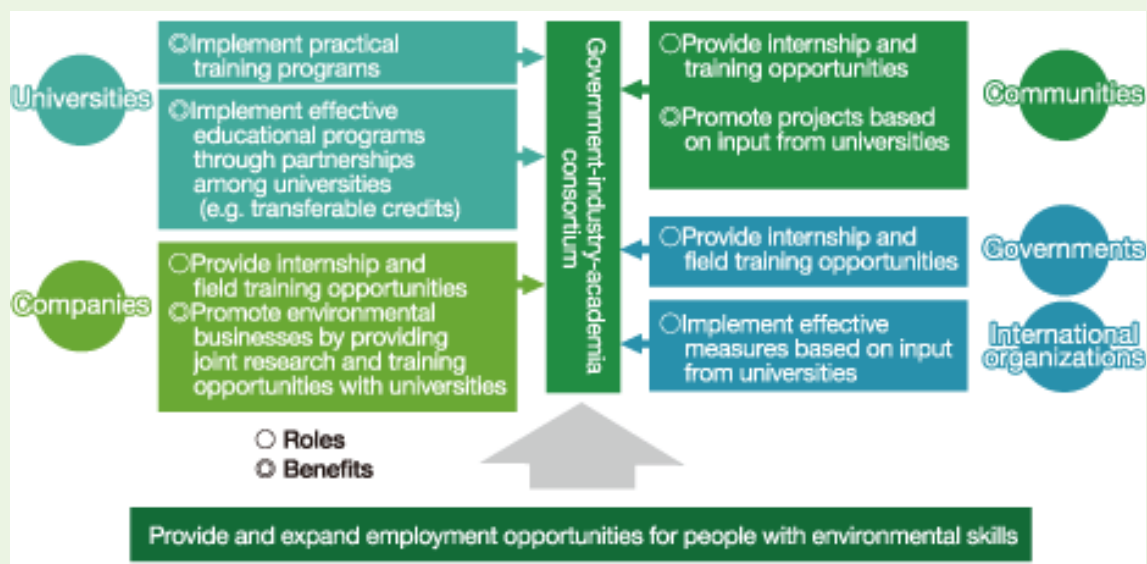 Universities
◎Implement practical
training programs
◎Implement effective
educational programs
through partnerships
among universities
(e.g. transferable credits)
Companies
○Provide internship and
field training opportunities
◎Promote environmental
businesses by providing
joint research and training
opportunities with universities
Government-industry-academia
consortium
○Provide internship and
training opportunities
◎Promote projects based
on input from universities
Communities
○Provide internship and
field training opportunities
Governments
○Implement effective
measures based on input
from universities
International
organizations
○ Roles
◎ Benefits
Provide and expand employment opportunities for people with environmental skills